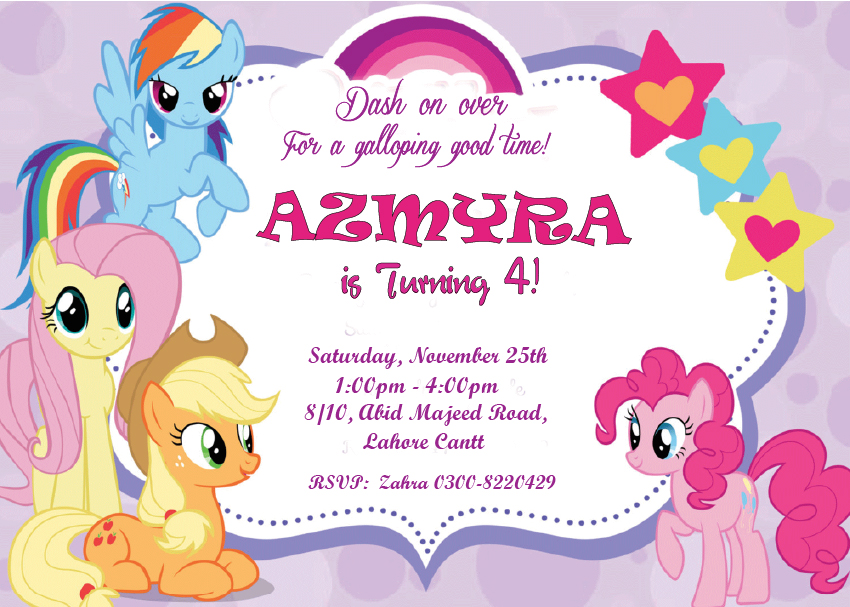 Dash on over
For a galloping good time!
AZMYRA
is Turning 4!
Saturday, November 25th
1:00pm - 4:00pm
8/10, Abid Majeed Road,
Lahore Cantt
RSVP: Zahra 0300-8220429